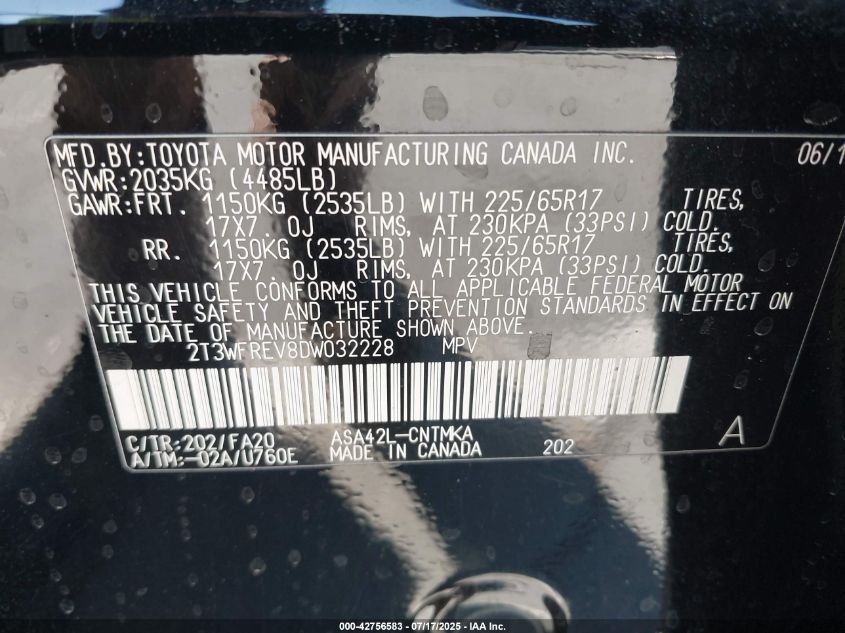 MFD.BY:TOYOTA MOTOR MANUFACTURING CANADA INC. 06/1
GVWR:2035KG (4485LB)
GAWR:FRT. 1150KG (2535LB) WITH 225/65R17 TIRES,
17X7.0J RIMS, AT 230KPA (33PSI) COLD.
RR. 1150KG (2535LB) WITH 225/65R17 TIRES,
17X7.0J RIMS, AT 230KPA (33PSI) COLD.
THIS VEHICLE CONFORMS TO ALL APPLICABLE FEDERAL MOTOR
VEHICLE SAFETY AND THEFT PREVENTION STANDARDS IN EFFECT ON
THE DATE OF MANUFACTURE SHOWN ABOVE.
2T3WFREV8DW032228 MPV
C/TR:202/FA20 ASA42L-CNTMKA
A/TM:-02A/U760E MADE IN CANADA 202 A
000-42756583 - 07/17/2025 - IAA Inc.